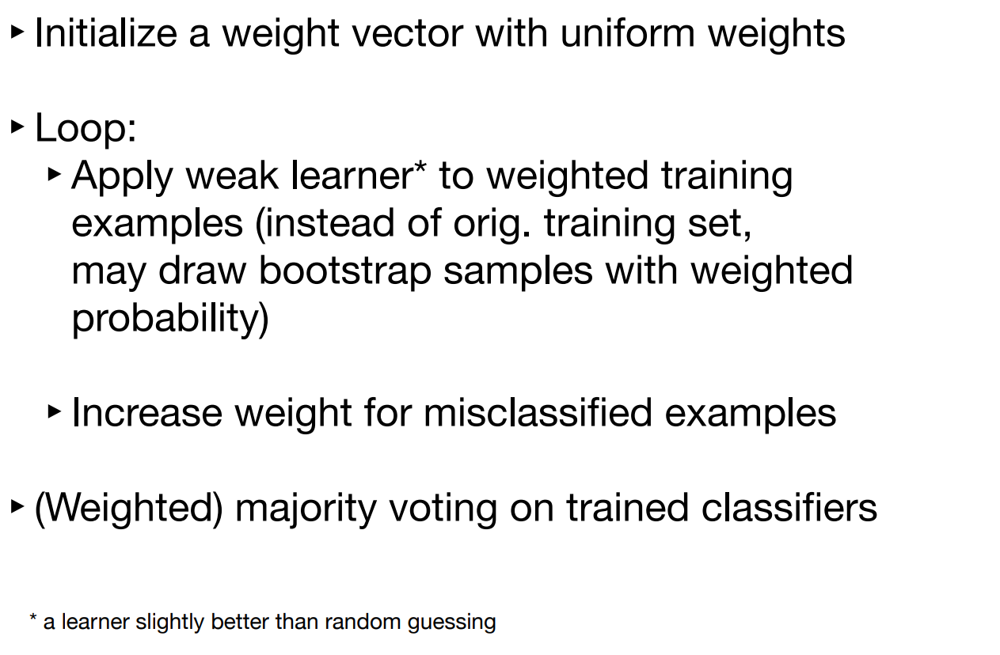 ‣ Initialize a weight vector with uniform weights
‣ Loop:
‣ Apply weak learner* to weighted training
examples (instead of orig. training set,
may draw bootstrap samples with weighted
probability)
‣ Increase weight for misclassified examples
‣ (Weighted) majority voting on trained classifiers
* a learner slightly better than random guessing